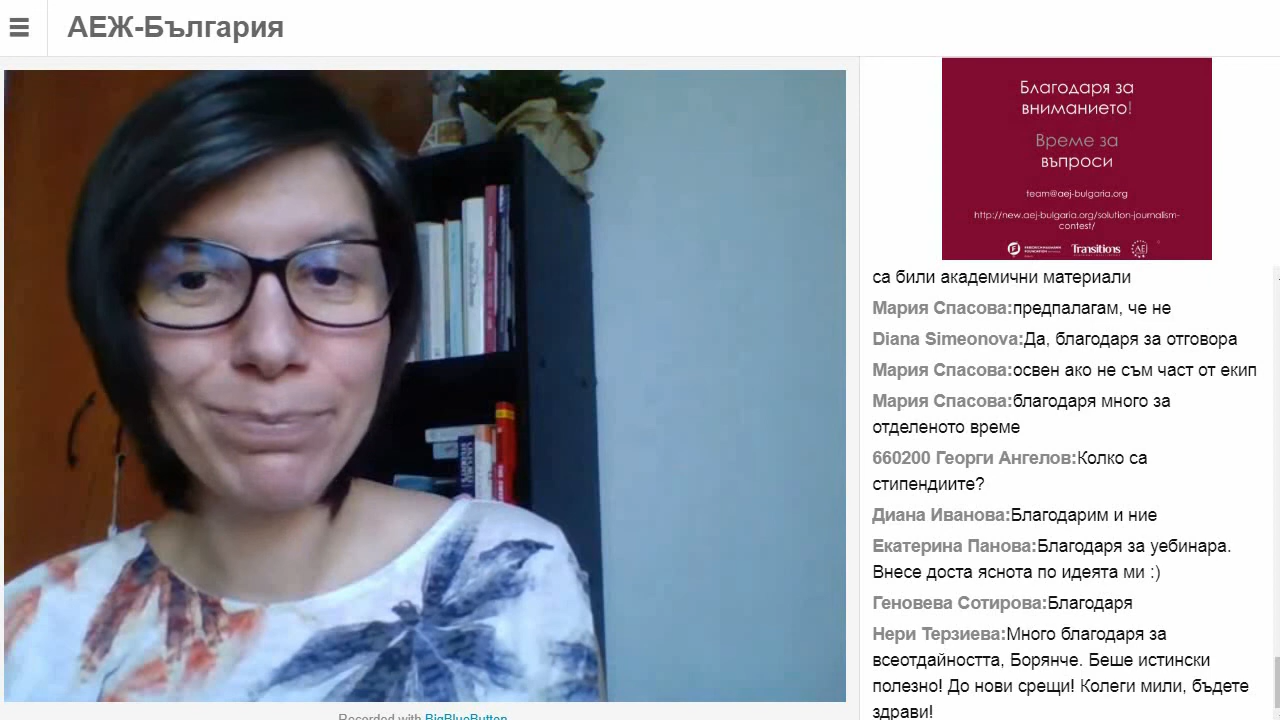 АЕЖ-България
Благодаря за
вниманието!
Време за
въпроси
team@aej-bulgaria.org
http://new.aej-bulgaria.org/solution-journalism-
contest/
Transitions
са били академични материали
Мария Спасова:предпалагам, че не
Diana Simeonova:Да, благодаря за отговора
Мария Спасова:освен ако не съм част от екип
Мария Спасова:благодаря много за
отделеното време
660200 Георги Ангелов:Колко са
стипендиите?
Диана Иванова:Благодарим и ние
Екатерина Панова:Благодаря за уебинара.
Внесе доста яснота по идеята ми :)
Геновева Сотирова:Благодаря
Нери Терзиева:Много благодаря за
всеотдайността, Борянче. Беше истински
полезно! До нови срещи! Колеги мили, бъдете
здрави!
Recorded with BigBlueButton